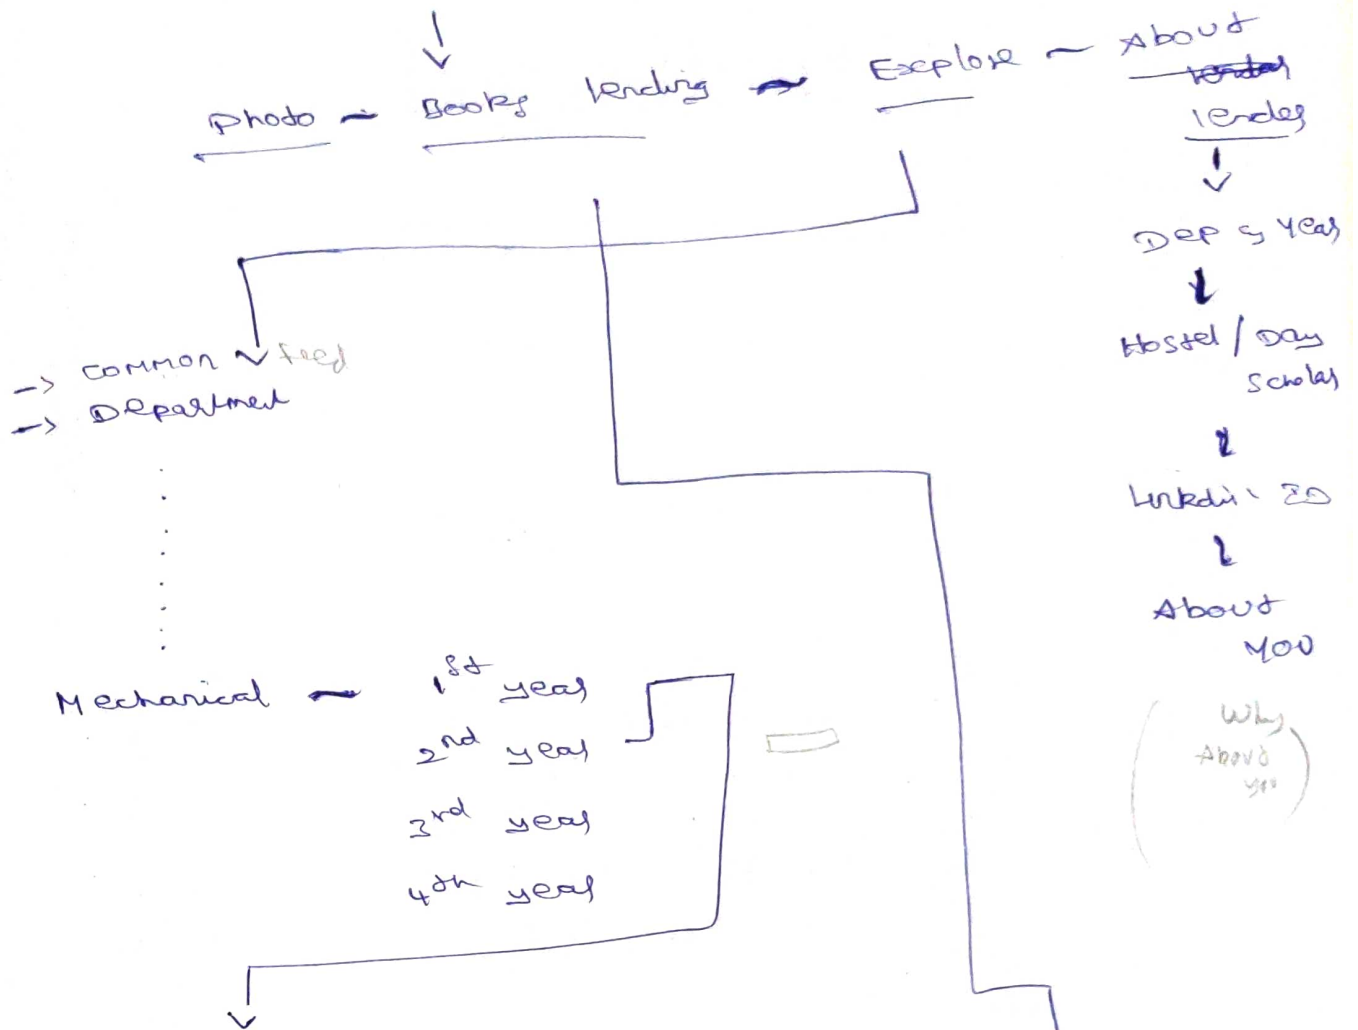 Photo ~ Books lending ~ Explore ~ About
lender
Dep & Year
Hostel / Day
Scholar
-> Common feed
-> Department
Linkdin ID
About
you
Mechanical ~ 1st year
2nd year
3rd year
4th year
Why
About
you